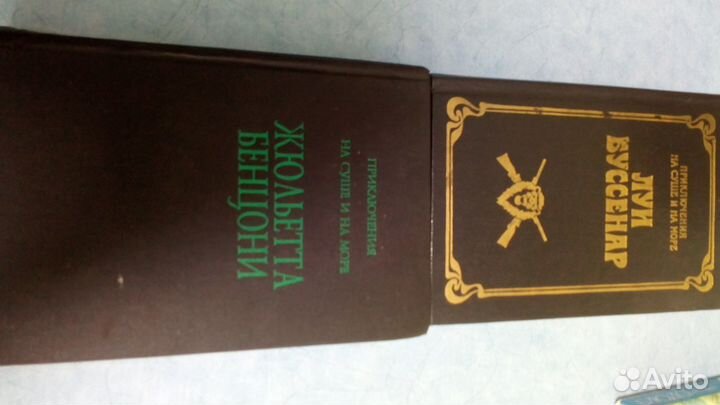 ПРИКЛЮЧЕНИЯ
НА СУШЕ И НА МОРЕ
ЖЮЛЬЕТТА
БЕНЦОНИ
ПРИКЛЮЧЕНИЯ
НА СУШЕ И НА МОРЕ
ЛУИ
БУССЕНАР
Avito